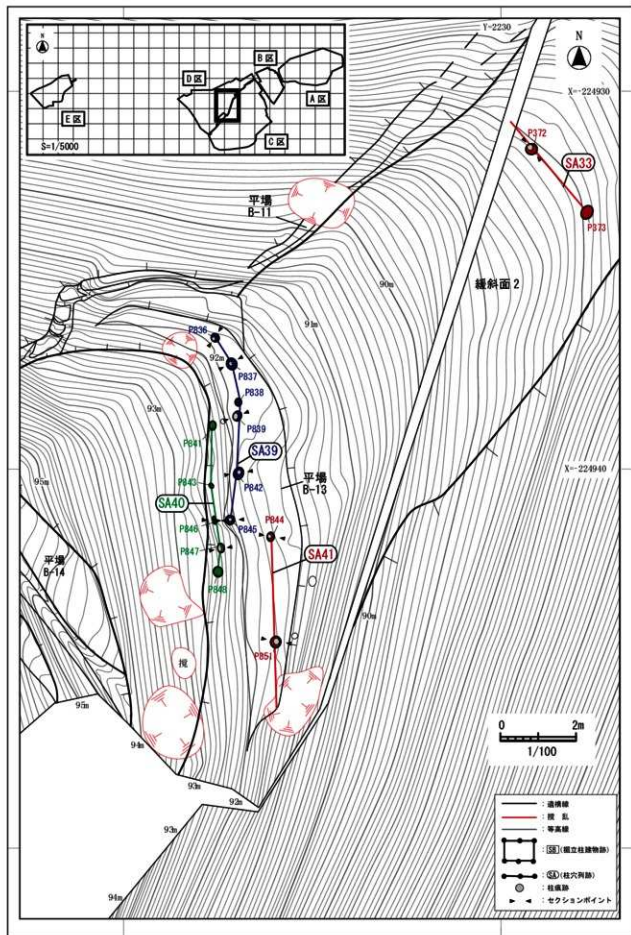 N
B区
D区
A区
E区
C区
S=1/5000
Y-2230
N
X=-224930
P372
SA33
P373
平場
B-11
緩斜面2
90m
91m
P836
92m
P837
93m
P838
P839
P841
SA39
95m
P843
P842
平場
B-13
SA40
P844
P846
P845
SA41
P847
平場
B-14
P848
X=-224940
90m
P851
撹
95m
94m
93m
92m
93m
94m
0 2m
1/100
：遺構線
：撹乱
：等高線
：SB(掘立柱建物跡)
：SA(柱穴列跡)
：柱痕跡
：セクションポイント